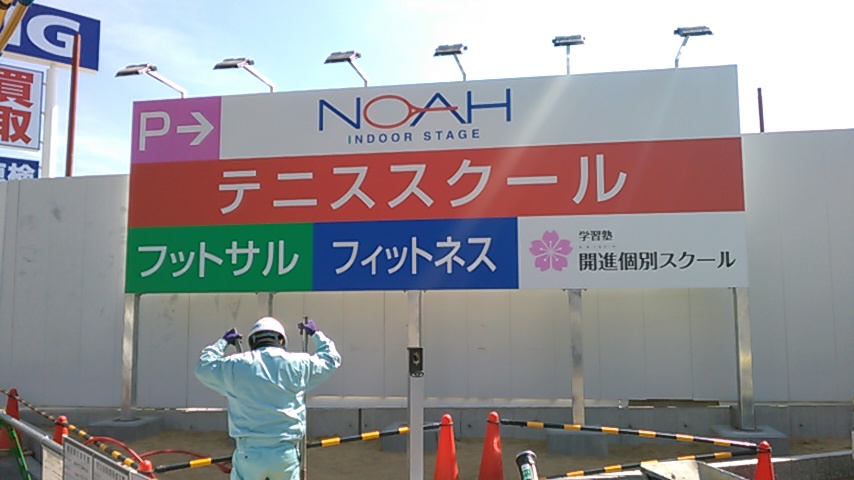 NG
買取
P→
NOAH
INDOOR STAGE
テニススクール
フットサル
フィットネス
学習塾
開進個別スクール